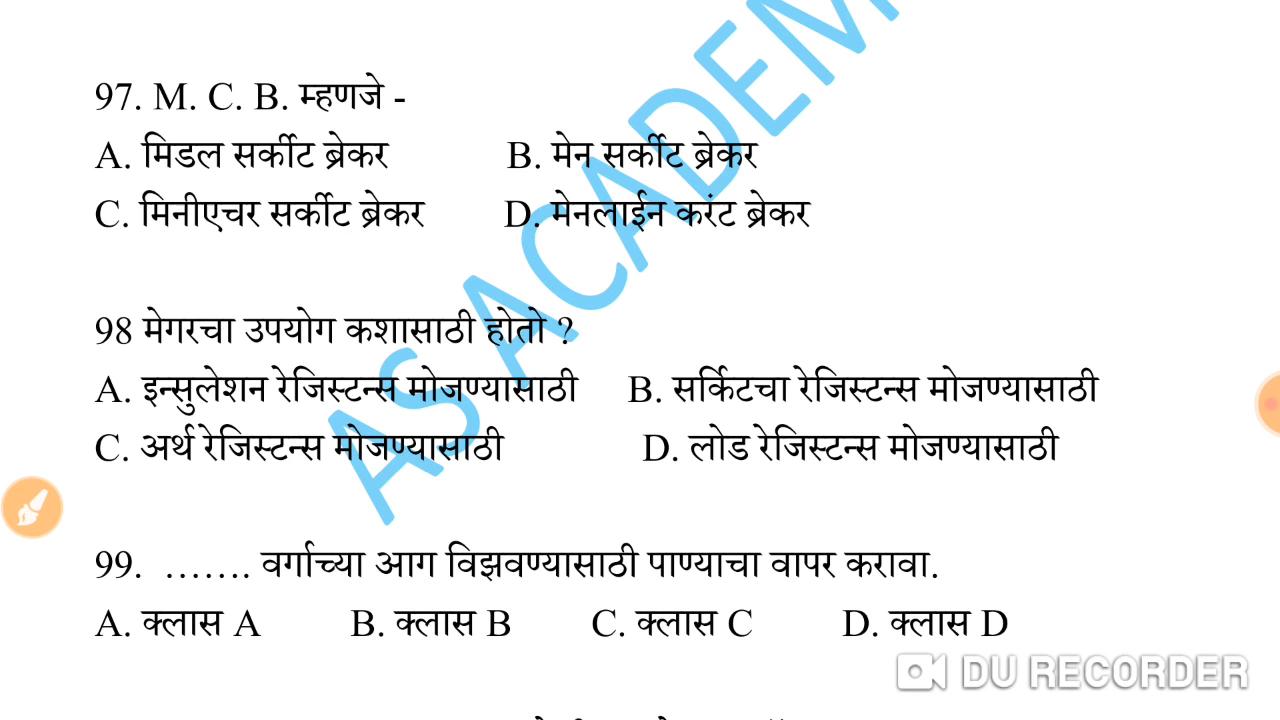 97. M. C. B. म्हणजे -
A. मिडल सर्कीट ब्रेकर B. मेन सर्कीट ब्रेकर
C. मिनीएचर सर्कीट ब्रेकर D. मेनलाईन करंट ब्रेकर
98 मेगरचा उपयोग कशासाठी होतो ?
A. इन्सुलेशन रेजिस्टन्स मोजण्यासाठी B. सर्किटचा रेजिस्टन्स मोजण्यासाठी
C. अर्थ रेजिस्टन्स मोजण्यासाठी D. लोड रेजिस्टन्स मोजण्यासाठी
99. ……. वर्गाच्या आग विझवण्यासाठी पाण्याचा वापर करावा.
A. क्लास A B. क्लास B C. क्लास C D. क्लास D
AS ACADEM
DU RECORDER